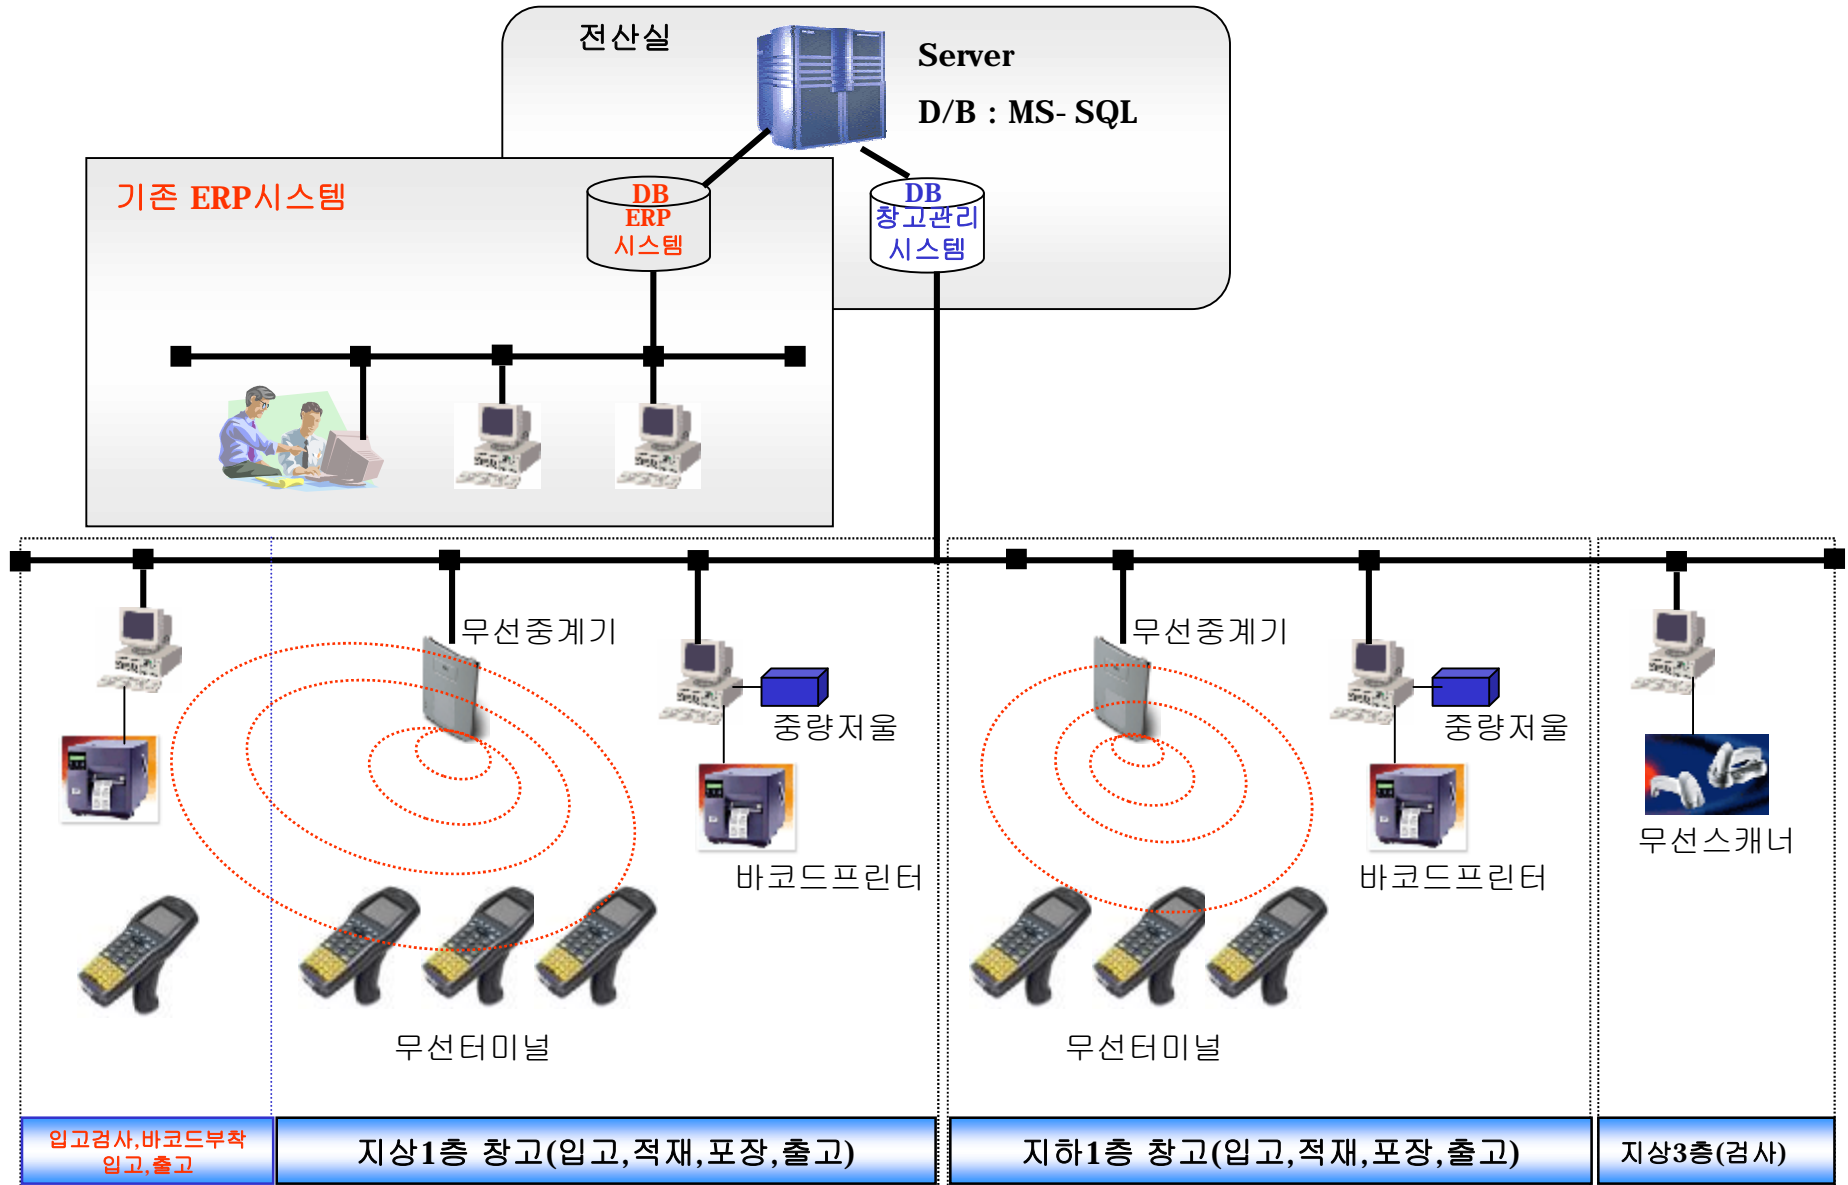 전산실
Server
D/B : MS- SQL
기존 ERP시스템
DB
ERP
시스템
DB
창고관리
시스템
무선중계기
무선중계기
중량저울
중량저울
무선스캐너
바코드프린터
바코드프린터
무선터미널
무선터미널
입고검사,바코드부착
입고,출고
지상1층 창고(입고,적재,포장,출고)
지하1층 창고(입고,적재,포장,출고)
지상3층(검사)